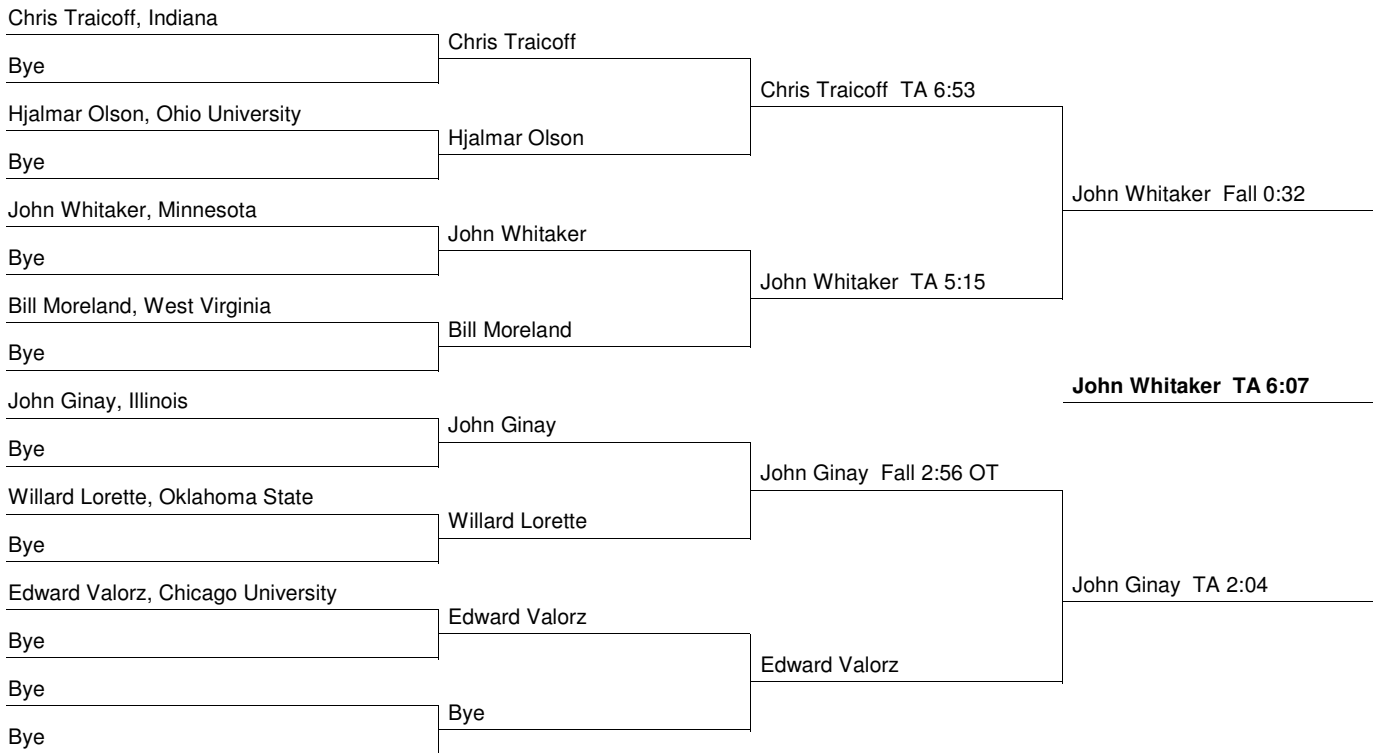 Chris Traicoff, Indiana
Bye
Hjalmar Olson, Ohio University
Bye
John Whitaker, Minnesota
Bye
Bill Moreland, West Virginia
Bye
John Ginay, Illinois
Bye
Willard Lorette, Oklahoma State
Bye
Edward Valorz, Chicago University
Bye
Bye
Bye
Chris Traicoff
Hjalmar Olson
John Whitaker
Bill Moreland
John Ginay
Willard Lorette
Edward Valorz
Bye
Chris Traicoff TA 6:53
John Whitaker TA 5:15
John Ginay Fall 2:56 OT
Edward Valorz
John Whitaker Fall 0:32
John Whitaker TA 6:07
John Ginay TA 2:04